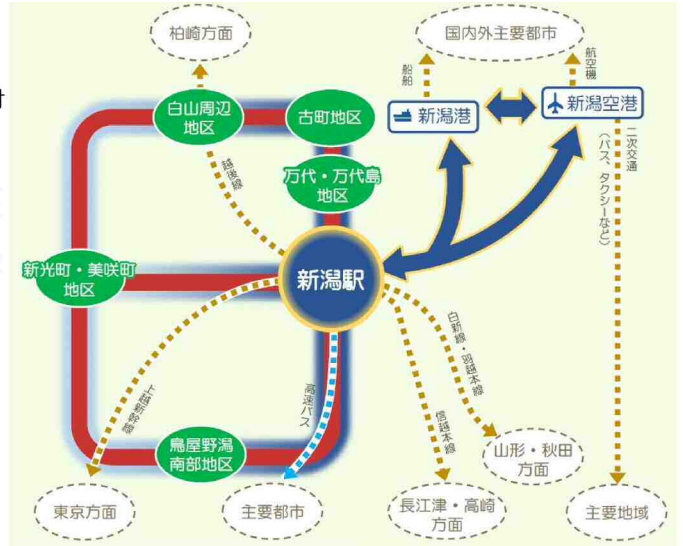 柏崎方面
国内外主要都市
船舶
航空機
新潟港
新潟空港
白山周辺
地区
古町地区
二次交通
（バス、タクシーなど）
越後線
万代・万代島
地区
新光町・美咲町
地区
新潟駅
白新線・羽越本線
上越新幹線
高速バス
信越本線
鳥屋野潟
南部地区
山形・秋田
方面
東京方面
主要都市
長江津・高崎
方面
主要地域